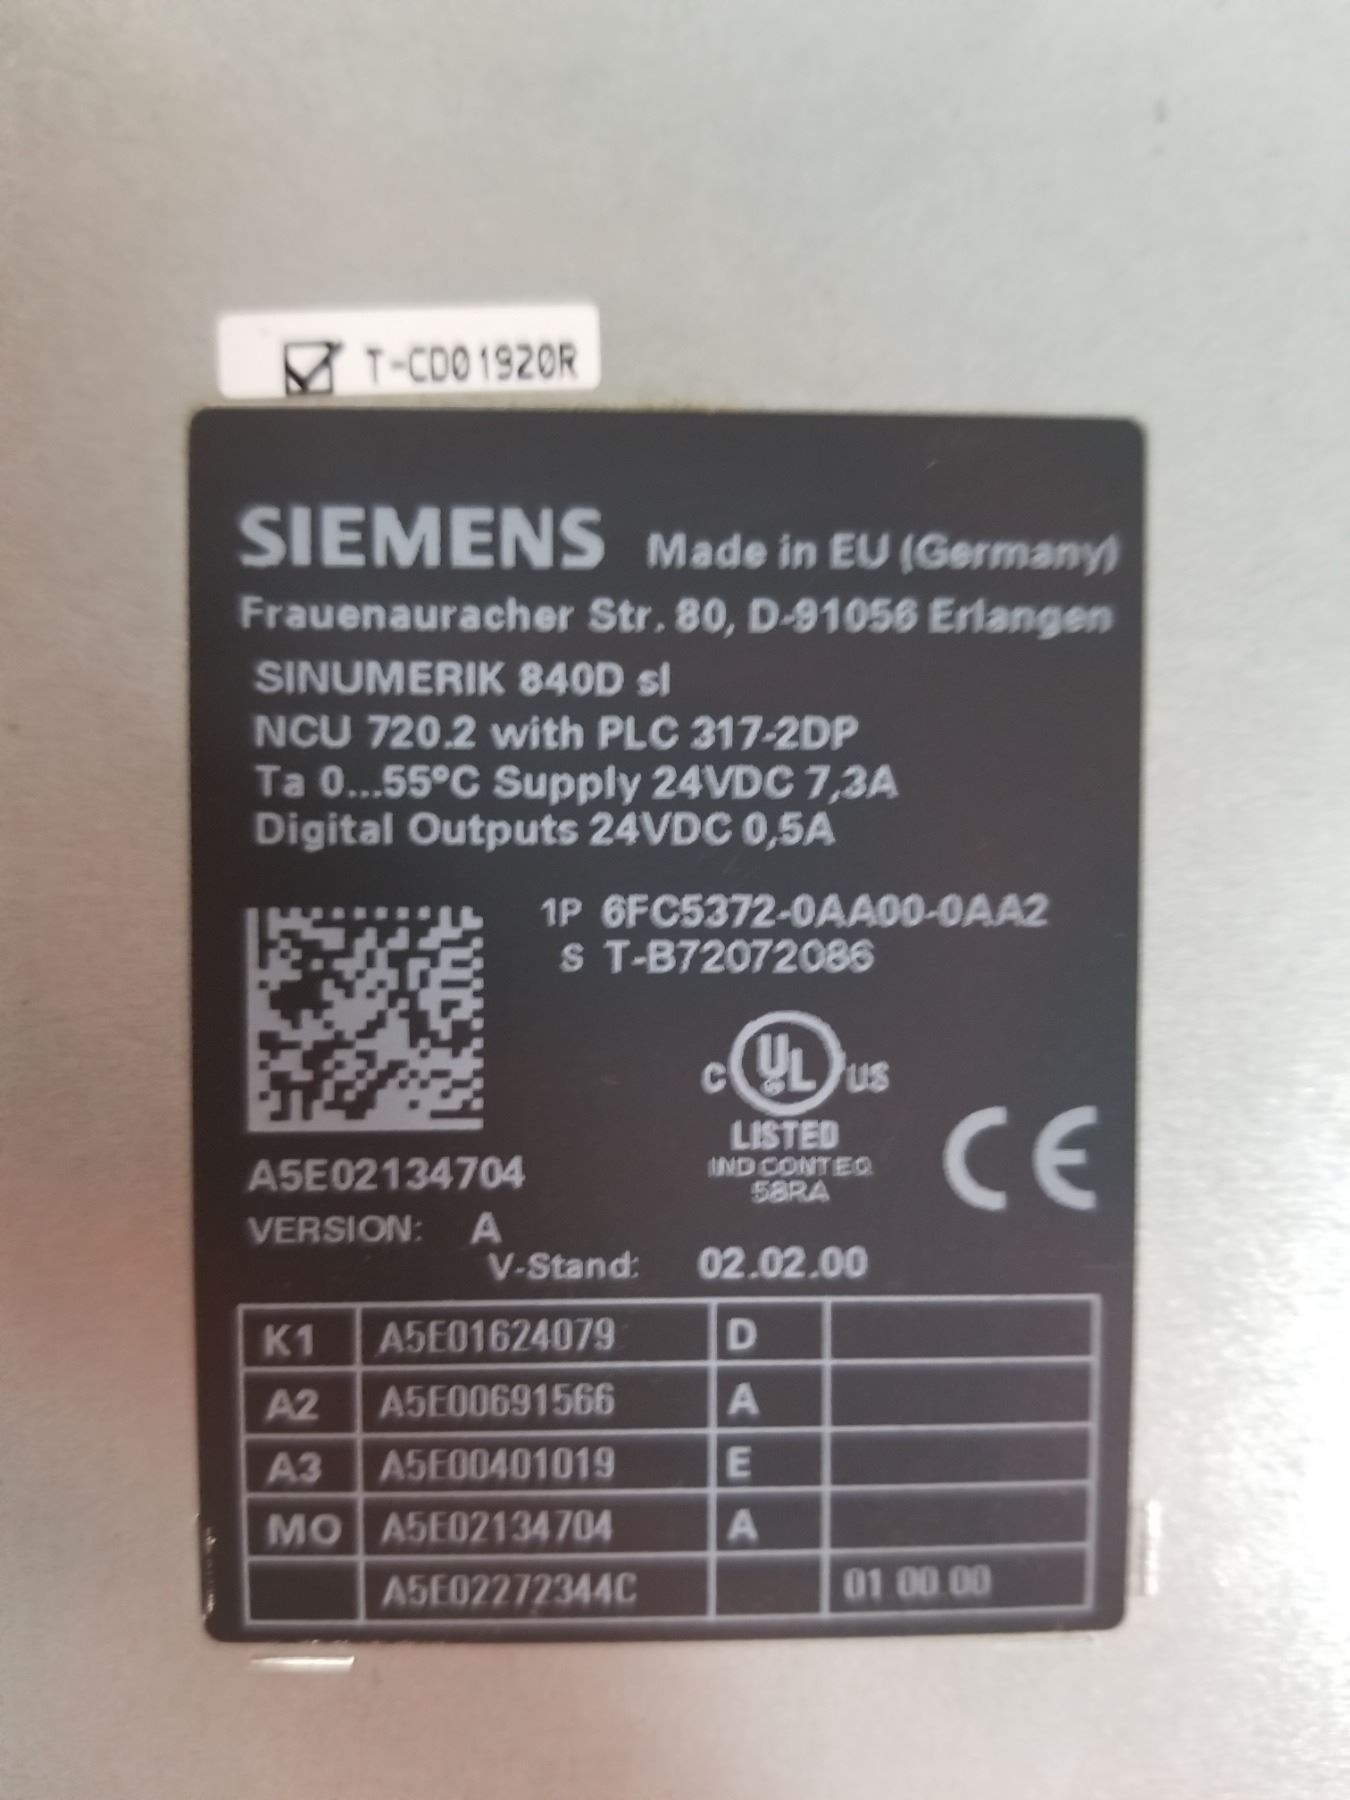 T-CD01920R
SIEMENS Made in EU (Germany)
Frauenauracher Str. 80, D-91056 Erlangen
SINUMERIK 840D sl
NCU 720.2 with PLC 317-2DP
Ta 0...55°C Supply 24VDC 7,3A
Digital Outputs 24VDC 0,5A
1P 6FC5372-0AA00-0AA2
S T-B72072086
C UL US
LISTED
IND CONT EQ
58RA
CE
A5E02134704
VERSION: A
V-Stand: 02.02.00
K1 A5E01624079 D
A2 A5E00691566 A
A3 A5E00401019 E
MO A5E02134704 A
A5E02272344C 01 00 00